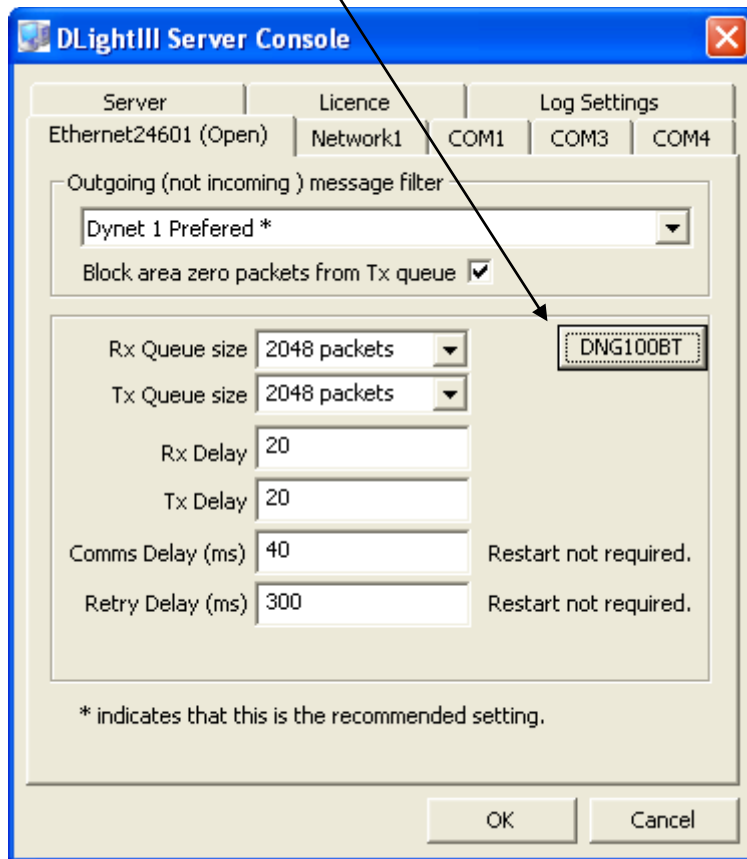 DLightIII Server Console
Server Licence Log Settings
Ethernet24601 (Open) Network1 COM1 COM3 COM4
Outgoing (not incoming ) message filter
Dynet 1 Prefered *
Block area zero packets from Tx queue
Rx Queue size 2048 packets DNG100BT
Tx Queue size 2048 packets
Rx Delay 20
Tx Delay 20
Comms Delay (ms) 40 Restart not required.
Retry Delay (ms) 300 Restart not required.
* indicates that this is the recommended setting.
OK Cancel